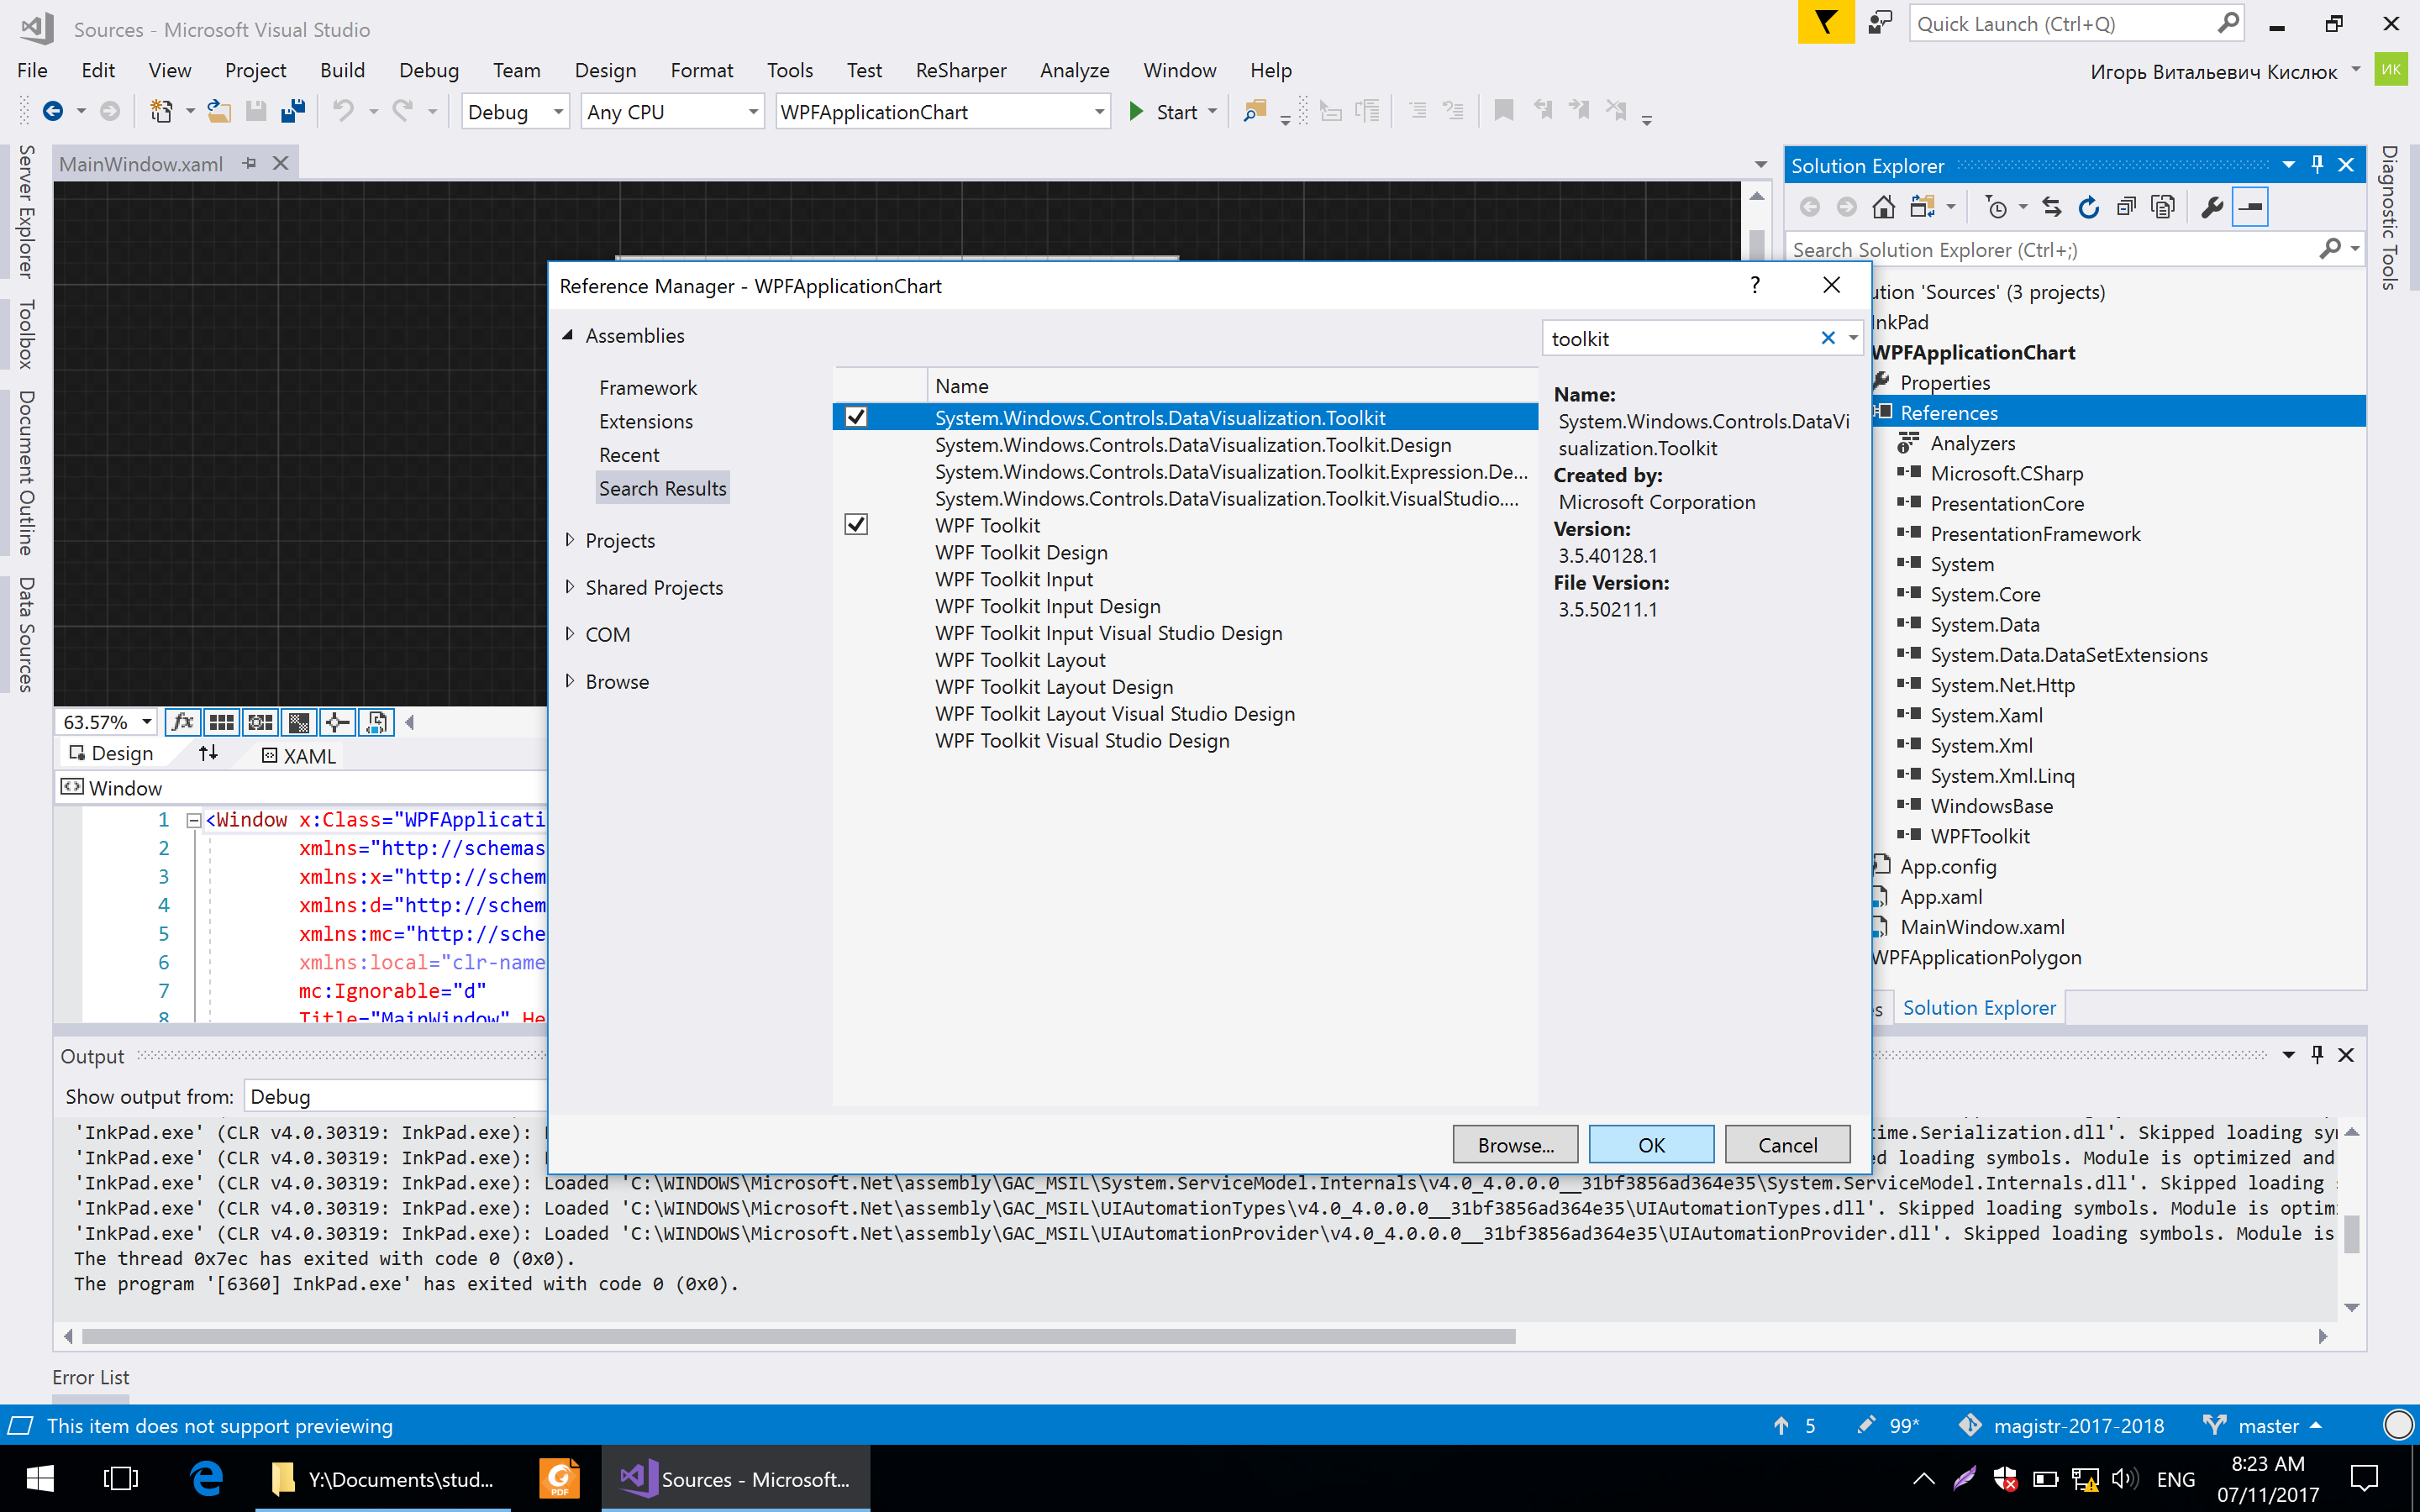 Sources - Microsoft Visual Studio
Quick Launch (Ctrl+Q)
File Edit View Project Build Debug Team Design Format Tools Test ReSharper Analyze Window Help
Игорь Витальевич Кислюк
ИК
Debug Any CPU WPFApplicationChart Start
Server Explorer
Toolbox
Document Outline
Data Sources
MainWindow.xaml
Solution Explorer
Diagnostic Tools
Search Solution Explorer (Ctrl+;)
Reference Manager - WPFApplicationChart
?
Assemblies
Framework
Extensions
Recent
Search Results
Projects
Shared Projects
COM
Browse
toolkit
Name
System.Windows.Controls.DataVisualization.Toolkit
System.Windows.Controls.DataVisualization.Toolkit.Design
System.Windows.Controls.DataVisualization.Toolkit.Expression.De...
System.Windows.Controls.DataVisualization.Toolkit.VisualStudio....
WPF Toolkit
WPF Toolkit Design
WPF Toolkit Input
WPF Toolkit Input Design
WPF Toolkit Input Visual Studio Design
WPF Toolkit Layout
WPF Toolkit Layout Design
WPF Toolkit Layout Visual Studio Design
WPF Toolkit Visual Studio Design
Name:
System.Windows.Controls.DataVi
sualization.Toolkit
Created by:
Microsoft Corporation
Version:
3.5.40128.1
File Version:
3.5.50211.1
Browse...
OK
Cancel
ution 'Sources' (3 projects)
InkPad
WPFApplicationChart
Properties
References
Analyzers
Microsoft.CSharp
PresentationCore
PresentationFramework
System
System.Core
System.Data
System.Data.DataSetExtensions
System.Net.Http
System.Xaml
System.Xml
System.Xml.Linq
WindowsBase
WPFToolkit
App.config
App.xaml
MainWindow.xaml
WPFApplicationPolygon
s Solution Explorer
63.57% fx
Design XAML
Window
1 <Window x:Class="WPFApplicati
2 xmlns="http://schemas
3 xmlns:x="http://schem
4 xmlns:d="http://schem
5 xmlns:mc="http://sche
6 xmlns:local="clr-name
7 mc:Ignorable="d"
8 Title="MainWindow" He
Output
Show output from: Debug
'InkPad.exe' (CLR v4.0.30319: InkPad.exe): time.Serialization.dll'. Skipped loading sy
'InkPad.exe' (CLR v4.0.30319: InkPad.exe): d loading symbols. Module is optimized and
'InkPad.exe' (CLR v4.0.30319: InkPad.exe): Loaded 'C:\WINDOWS\Microsoft.Net\assembly\GAC_MSIL\System.ServiceModel.Internals\v4.0_4.0.0.0__31bf3856ad364e35\System.ServiceModel.Internals.dll'. Skipped loading
'InkPad.exe' (CLR v4.0.30319: InkPad.exe): Loaded 'C:\WINDOWS\Microsoft.Net\assembly\GAC_MSIL\UIAutomationTypes\v4.0_4.0.0.0__31bf3856ad364e35\UIAutomationTypes.dll'. Skipped loading symbols. Module is optim
'InkPad.exe' (CLR v4.0.30319: InkPad.exe): Loaded 'C:\WINDOWS\Microsoft.Net\assembly\GAC_MSIL\UIAutomationProvider\v4.0_4.0.0.0__31bf3856ad364e35\UIAutomationProvider.dll'. Skipped loading symbols. Module is
The thread 0x7ec has exited with code 0 (0x0).
The program '[6360] InkPad.exe' has exited with code 0 (0x0).
Error List
This item does not support previewing
5 99* magistr-2017-2018 master
Y:\Documents\stud...
PDF
Sources - Microsoft...
ENG
8:23 AM
07/11/2017